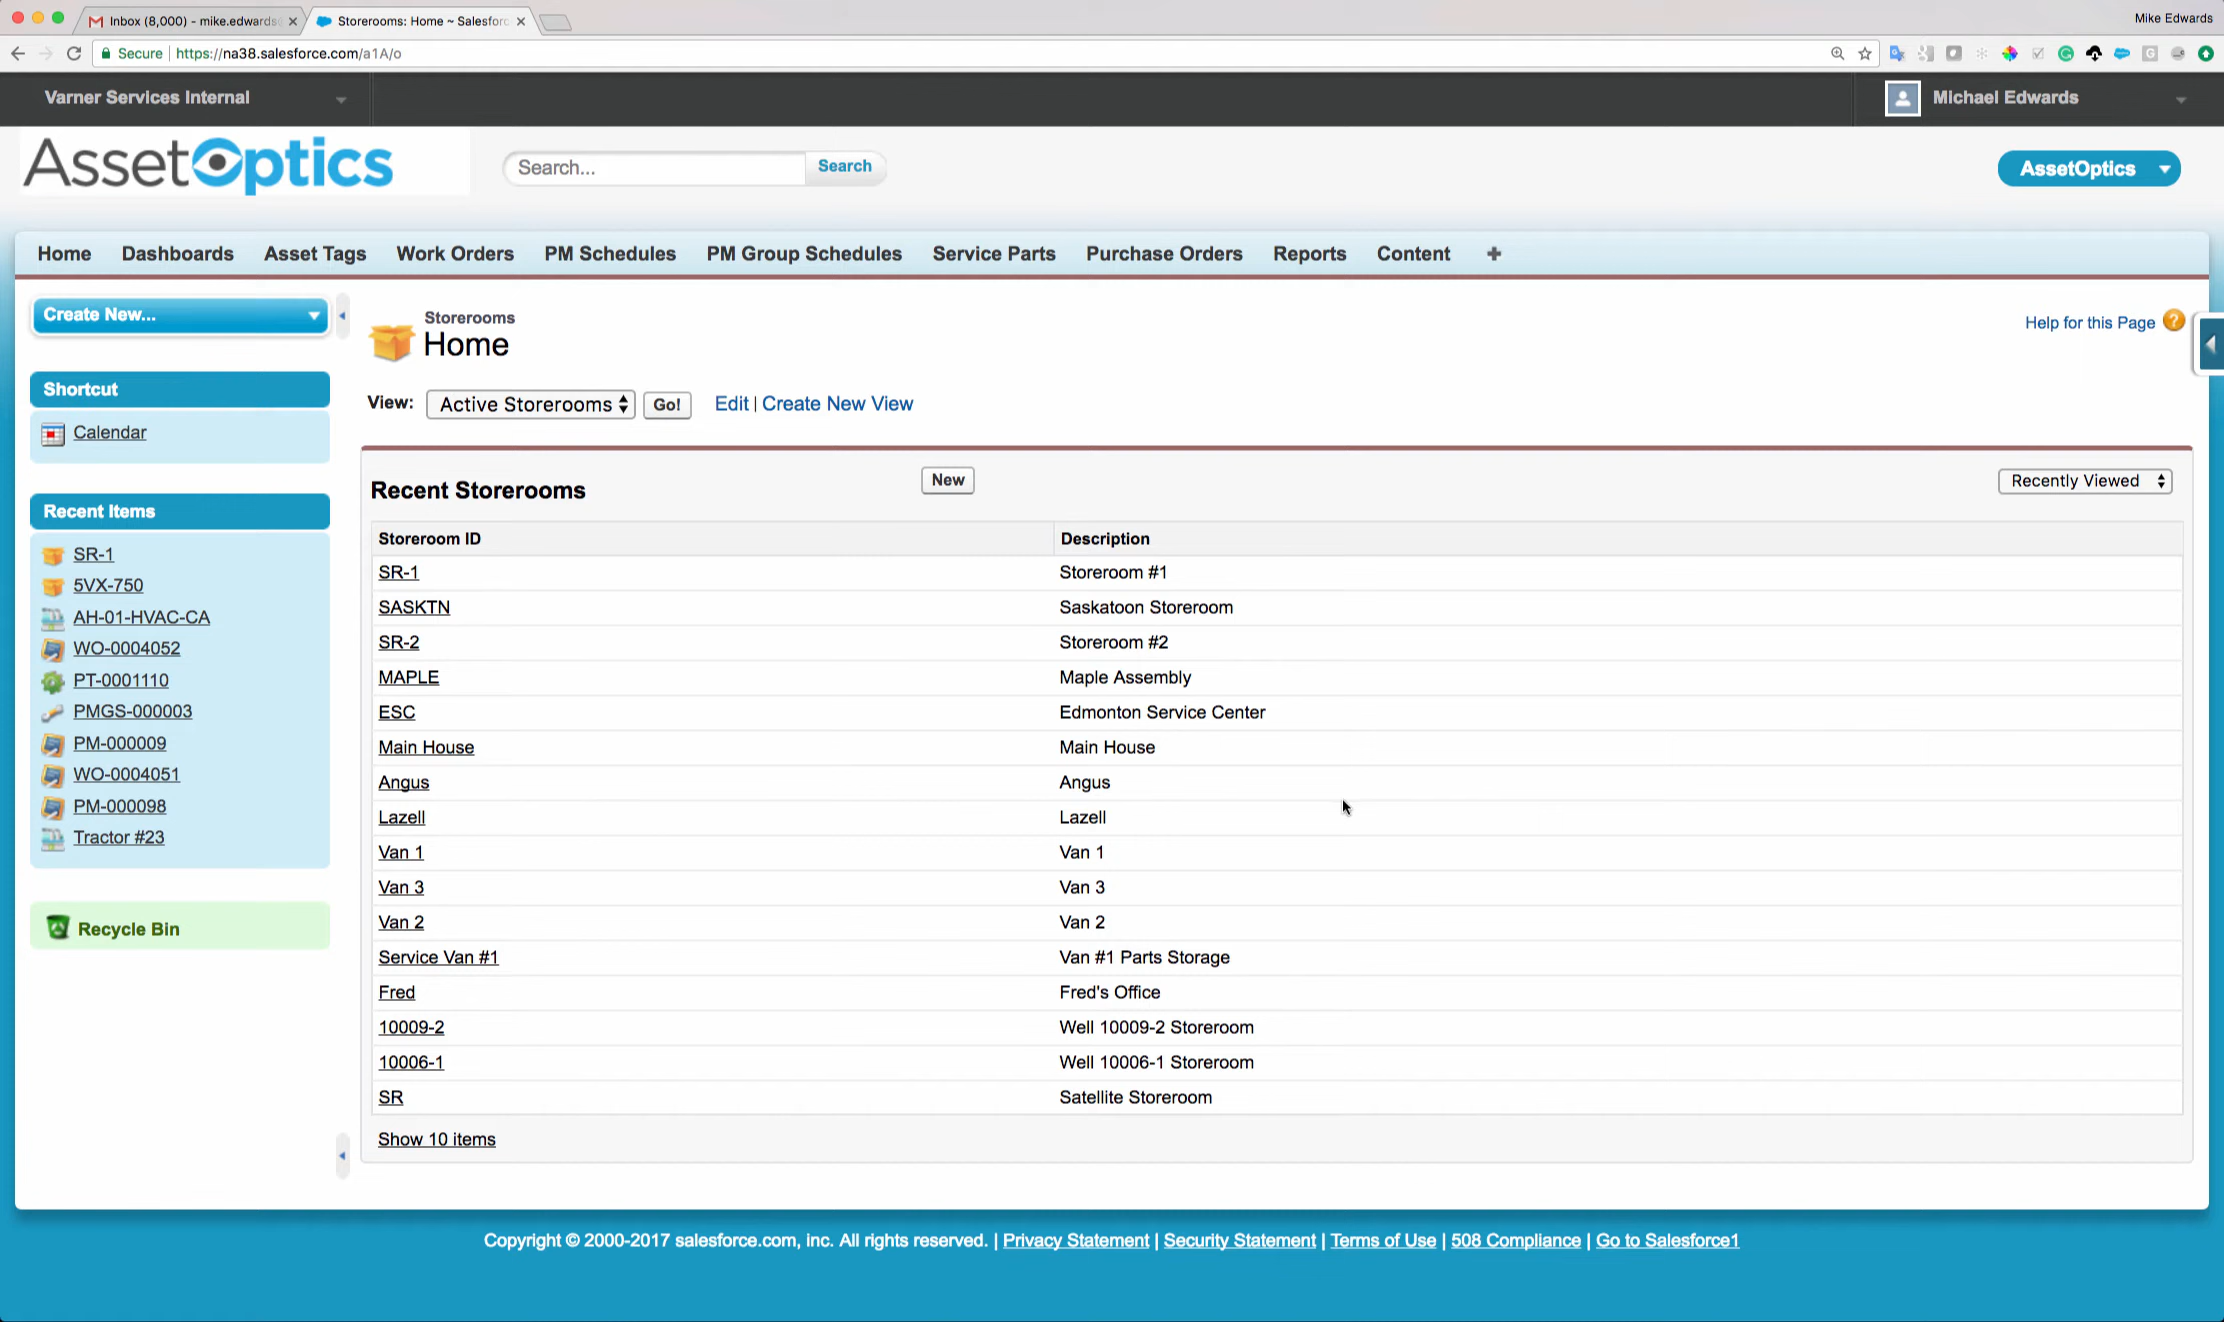 Inbox (8,000) - mike.edwards
Storerooms: Home ~ Salesforc
Mike Edwards
Secure | https://na38.salesforce.com/a1A/o
Varner Services Internal
Michael Edwards
AssetOptics
Search...
Search
AssetOptics
Home Dashboards Asset Tags Work Orders PM Schedules PM Group Schedules Service Parts Purchase Orders Reports Content +
Create New...
Shortcut
Calendar
Recent Items
SR-1
5VX-750
AH-01-HVAC-CA
WO-0004052
PT-0001110
PMGS-000003
PM-000009
WO-0004051
PM-000098
Tractor #23
Recycle Bin
Storerooms
Home
Help for this Page ?
View: Active Storerooms Go! Edit | Create New View
Recent Storerooms New Recently Viewed
Storeroom ID Description
SR-1 Storeroom #1
SASKTN Saskatoon Storeroom
SR-2 Storeroom #2
MAPLE Maple Assembly
ESC Edmonton Service Center
Main House Main House
Angus Angus
Lazell Lazell
Van 1 Van 1
Van 3 Van 3
Van 2 Van 2
Service Van #1 Van #1 Parts Storage
Fred Fred's Office
10009-2 Well 10009-2 Storeroom
10006-1 Well 10006-1 Storeroom
SR Satellite Storeroom
Show 10 items
Copyright © 2000-2017 salesforce.com, inc. All rights reserved. | Privacy Statement | Security Statement | Terms of Use | 508 Compliance | Go to Salesforce1